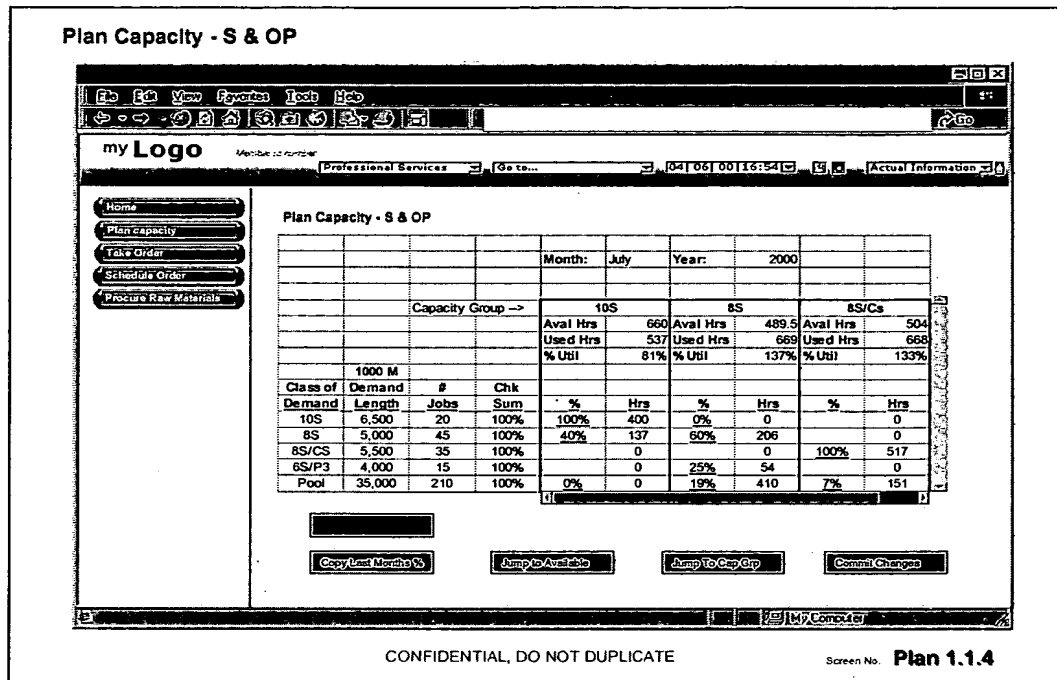 Plan Capacity - S & OP
File Edit View Favorites Tools Help
Go
my Logo
Professional Services Go to... 04 06 00 16:54 Actual Information
Home
Plan capacity
Take Order
Schedule Order
Procure Raw Materials
Plan Capacity - S & OP
Month: July Year: 2000
Capacity Group --> 10S 8S 8S/Cs
Aval Hrs 660 Aval Hrs 489.5 Aval Hrs 504
Used Hrs 537 Used Hrs 669 Used Hrs 668
% Util 81% % Util 137% % Util 133%
1000 M
Class of Demand # Chk
Demand Length Jobs Sum % Hrs % Hrs % Hrs
10S 6,500 20 100% 100% 400 0% 0 0
8S 5,000 45 100% 40% 137 60% 206 0
8S/CS 5,500 35 100% 0 0 100% 517
6S/P3 4,000 15 100% 0 25% 54 0
Pool 35,000 210 100% 0% 0 19% 410 7% 151
Copy Last Months % Jump to Available Jump To Cap Grp Commit Changes
My Computer
CONFIDENTIAL, DO NOT DUPLICATE
Screen No. Plan 1.1.4